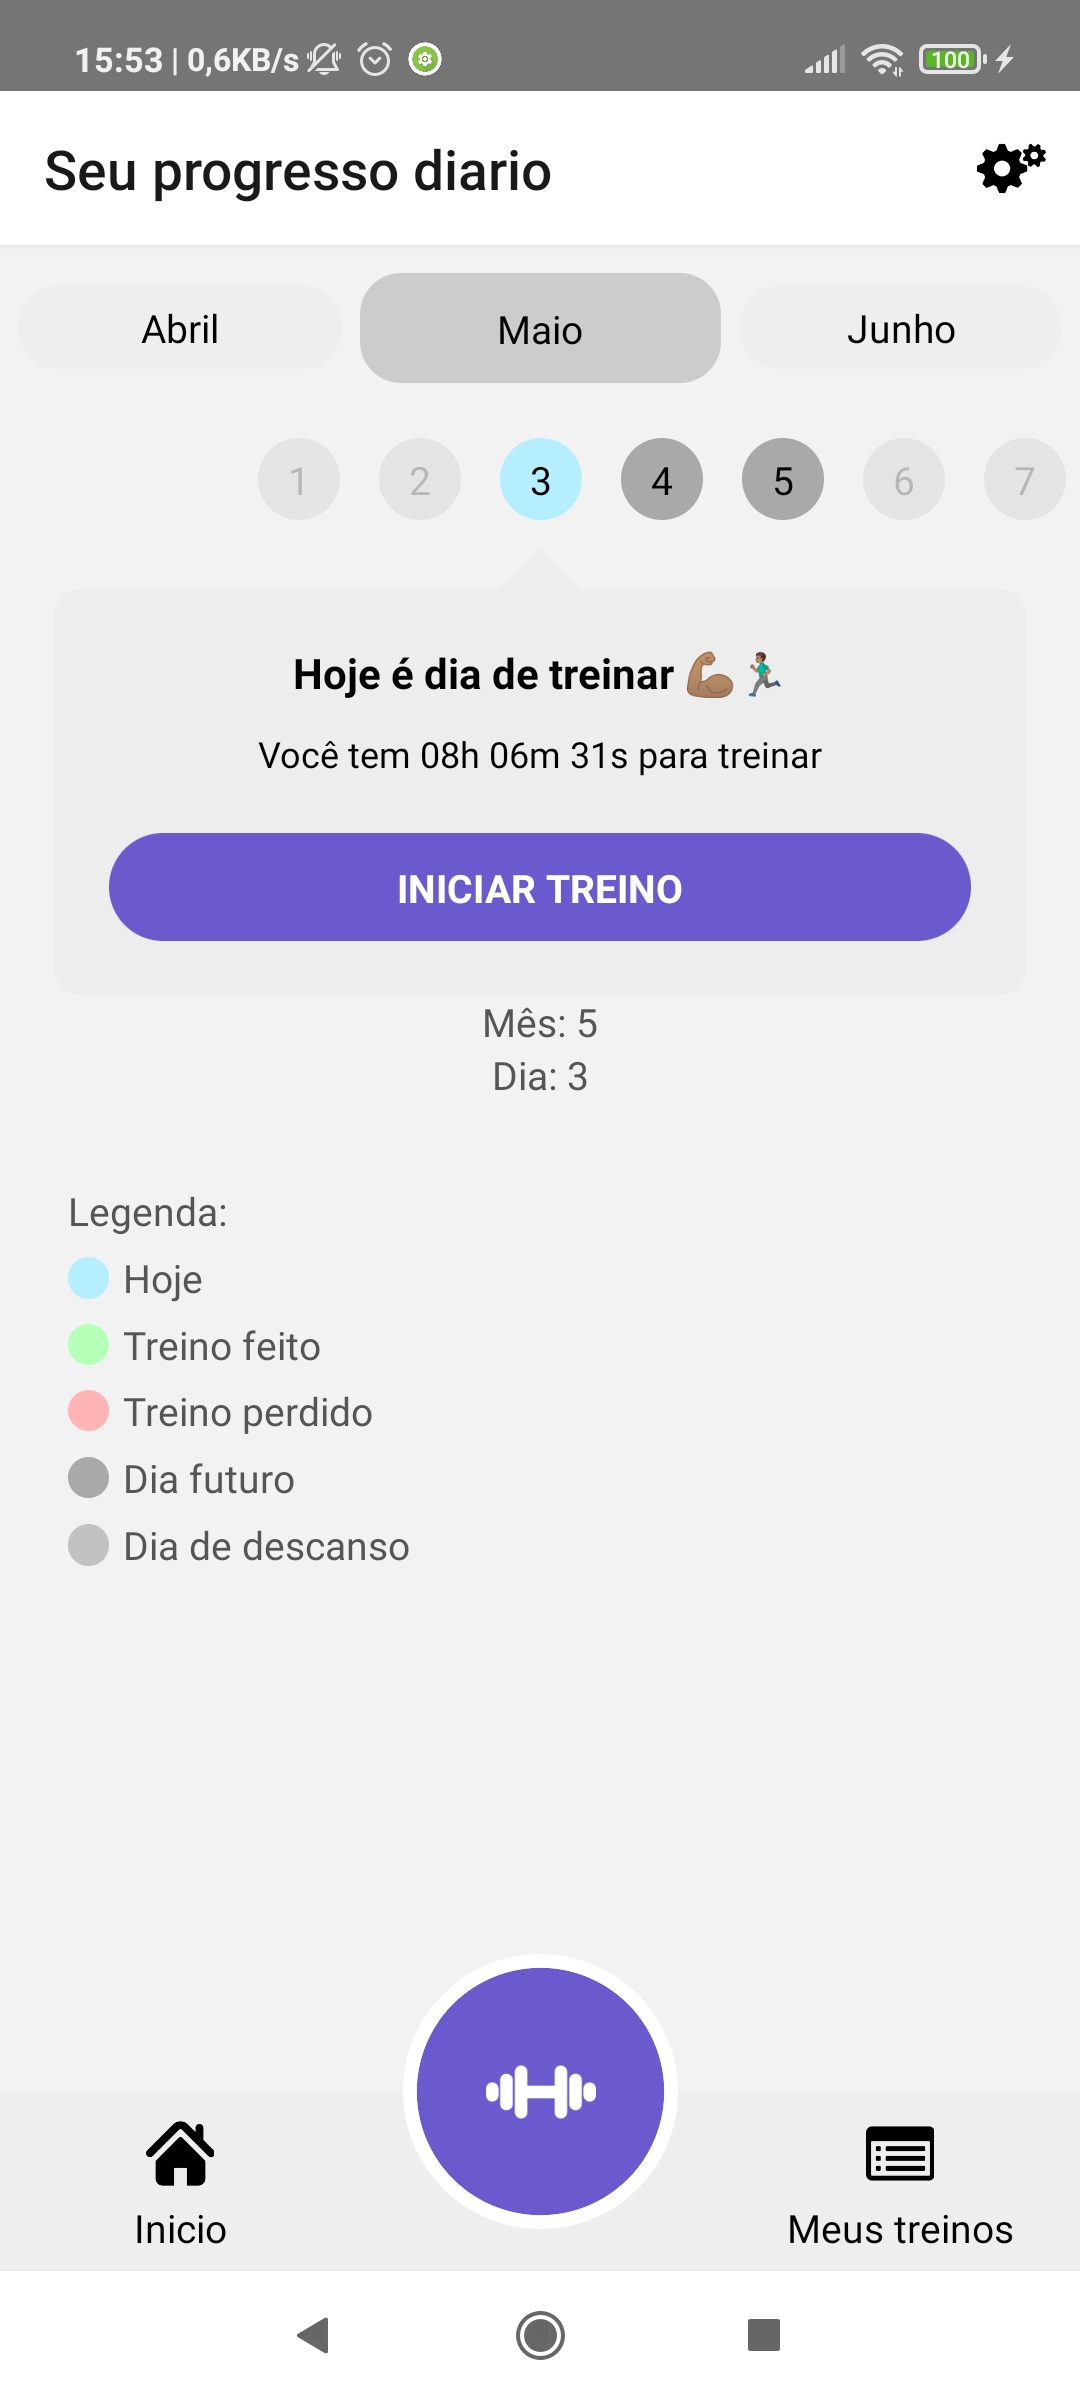 15:53 | 0,6KB/s
100
Seu progresso diario
Abril
Maio
Junho
1 2 3 4 5 6 7
Hoje é dia de treinar 💪🏽🏃🏽‍♂️
Você tem 08h 06m 31s para treinar
INICIAR TREINO
Mês: 5
Dia: 3
Legenda:
Hoje
Treino feito
Treino perdido
Dia futuro
Dia de descanso
Inicio
Meus treinos